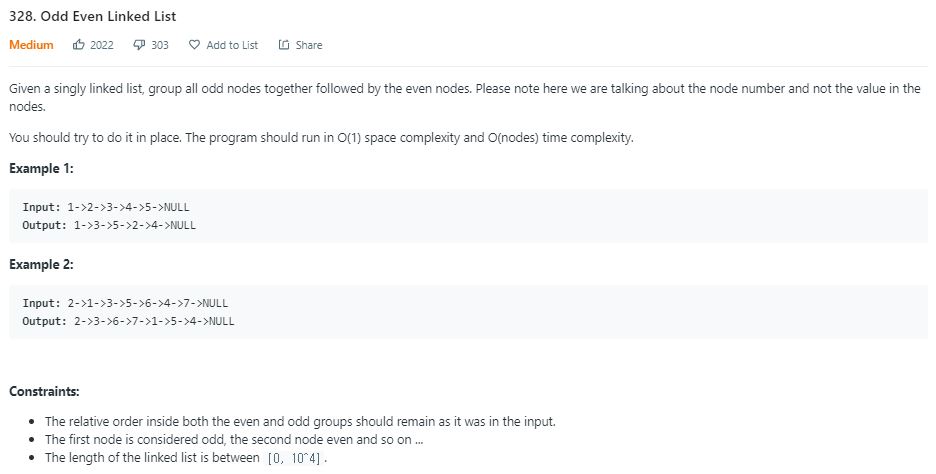 328. Odd Even Linked List
Medium 2022 303 Add to List Share
Given a singly linked list, group all odd nodes together followed by the even nodes. Please note here we are talking about the node number and not the value in the
nodes.
You should try to do it in place. The program should run in O(1) space complexity and O(nodes) time complexity.
Example 1:
Input: 1->2->3->4->5->NULL
Output: 1->3->5->2->4->NULL
Example 2:
Input: 2->1->3->5->6->4->7->NULL
Output: 2->3->6->7->1->5->4->NULL
Constraints:
• The relative order inside both the even and odd groups should remain as it was in the input.
• The first node is considered odd, the second node even and so on ...
• The length of the linked list is between [0, 10^4].